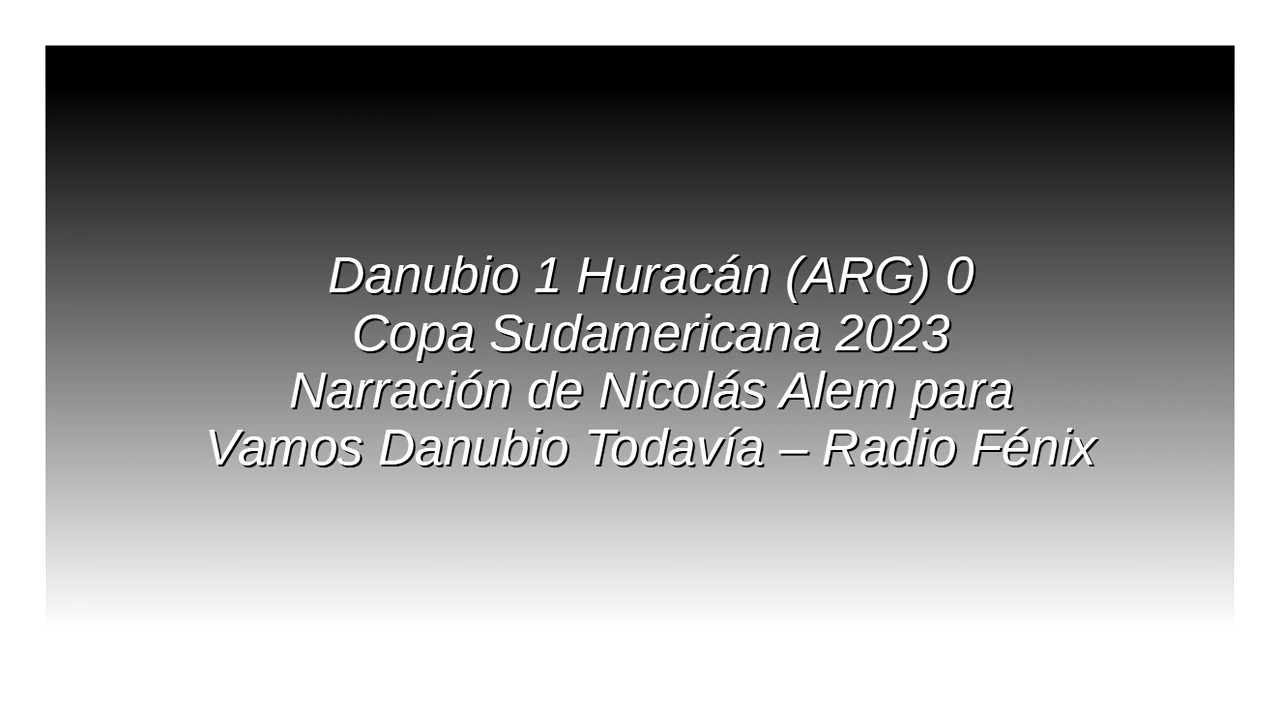 Danubio 1 Huracán (ARG) 0
Copa Sudamericana 2023
Narración de Nicolás Alem para
Vamos Danubio Todavía – Radio Fénix